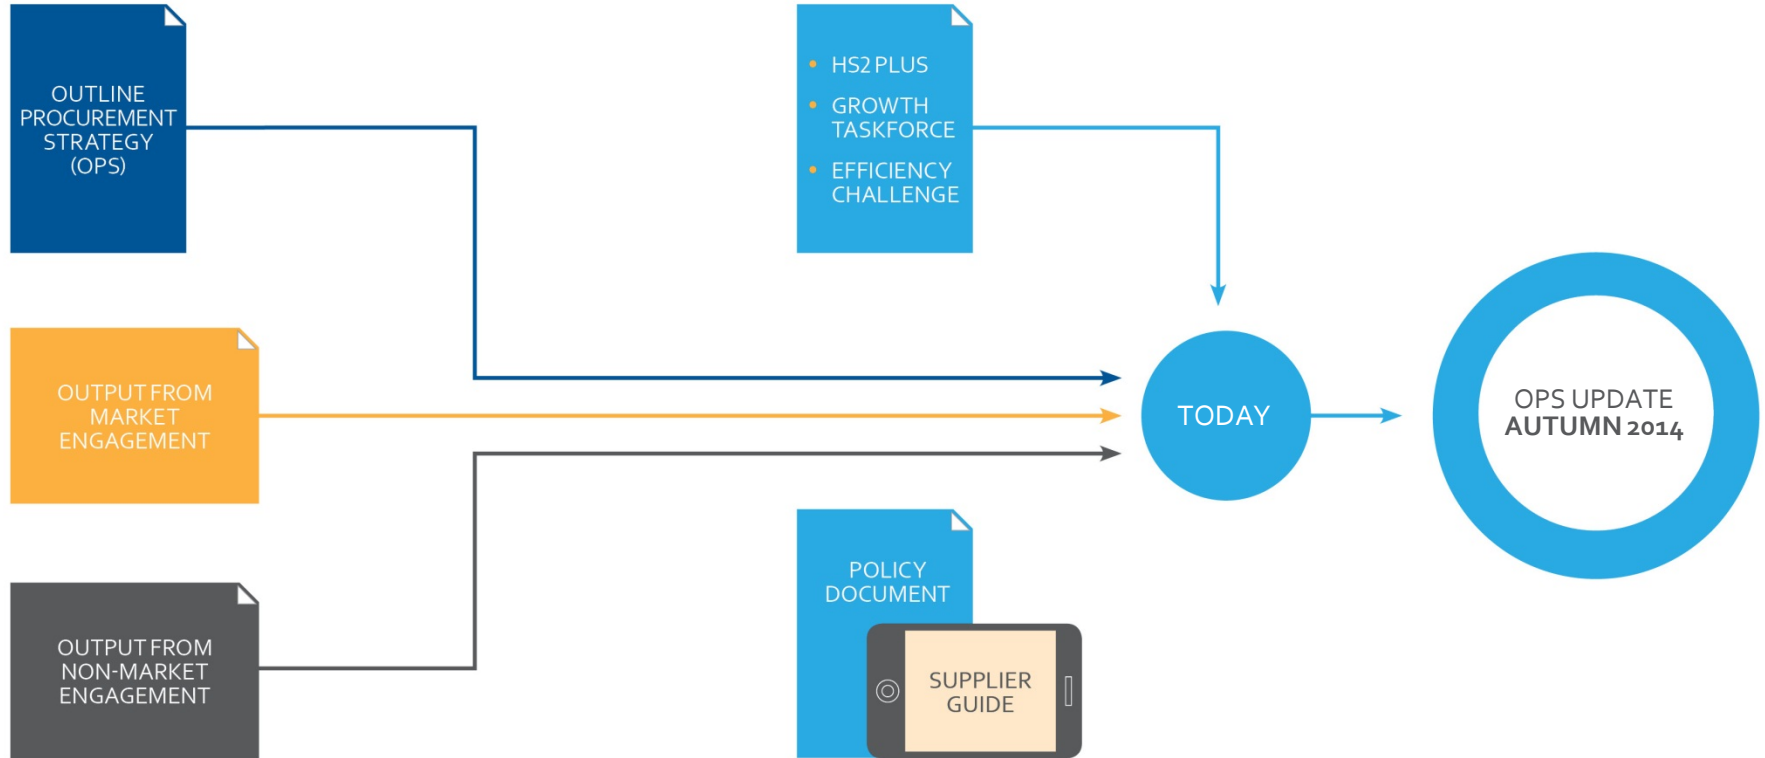 OUTLINE
PROCUREMENT
STRATEGY
(OPS)
• HS2 PLUS
• GROWTH
TASKFORCE
• EFFICIENCY
CHALLENGE
OUTPUT FROM
MARKET
ENGAGEMENT
TODAY
OPS UPDATE
AUTUMN 2014
OUTPUT FROM
NON-MARKET
ENGAGEMENT
POLICY
DOCUMENT
SUPPLIER
GUIDE